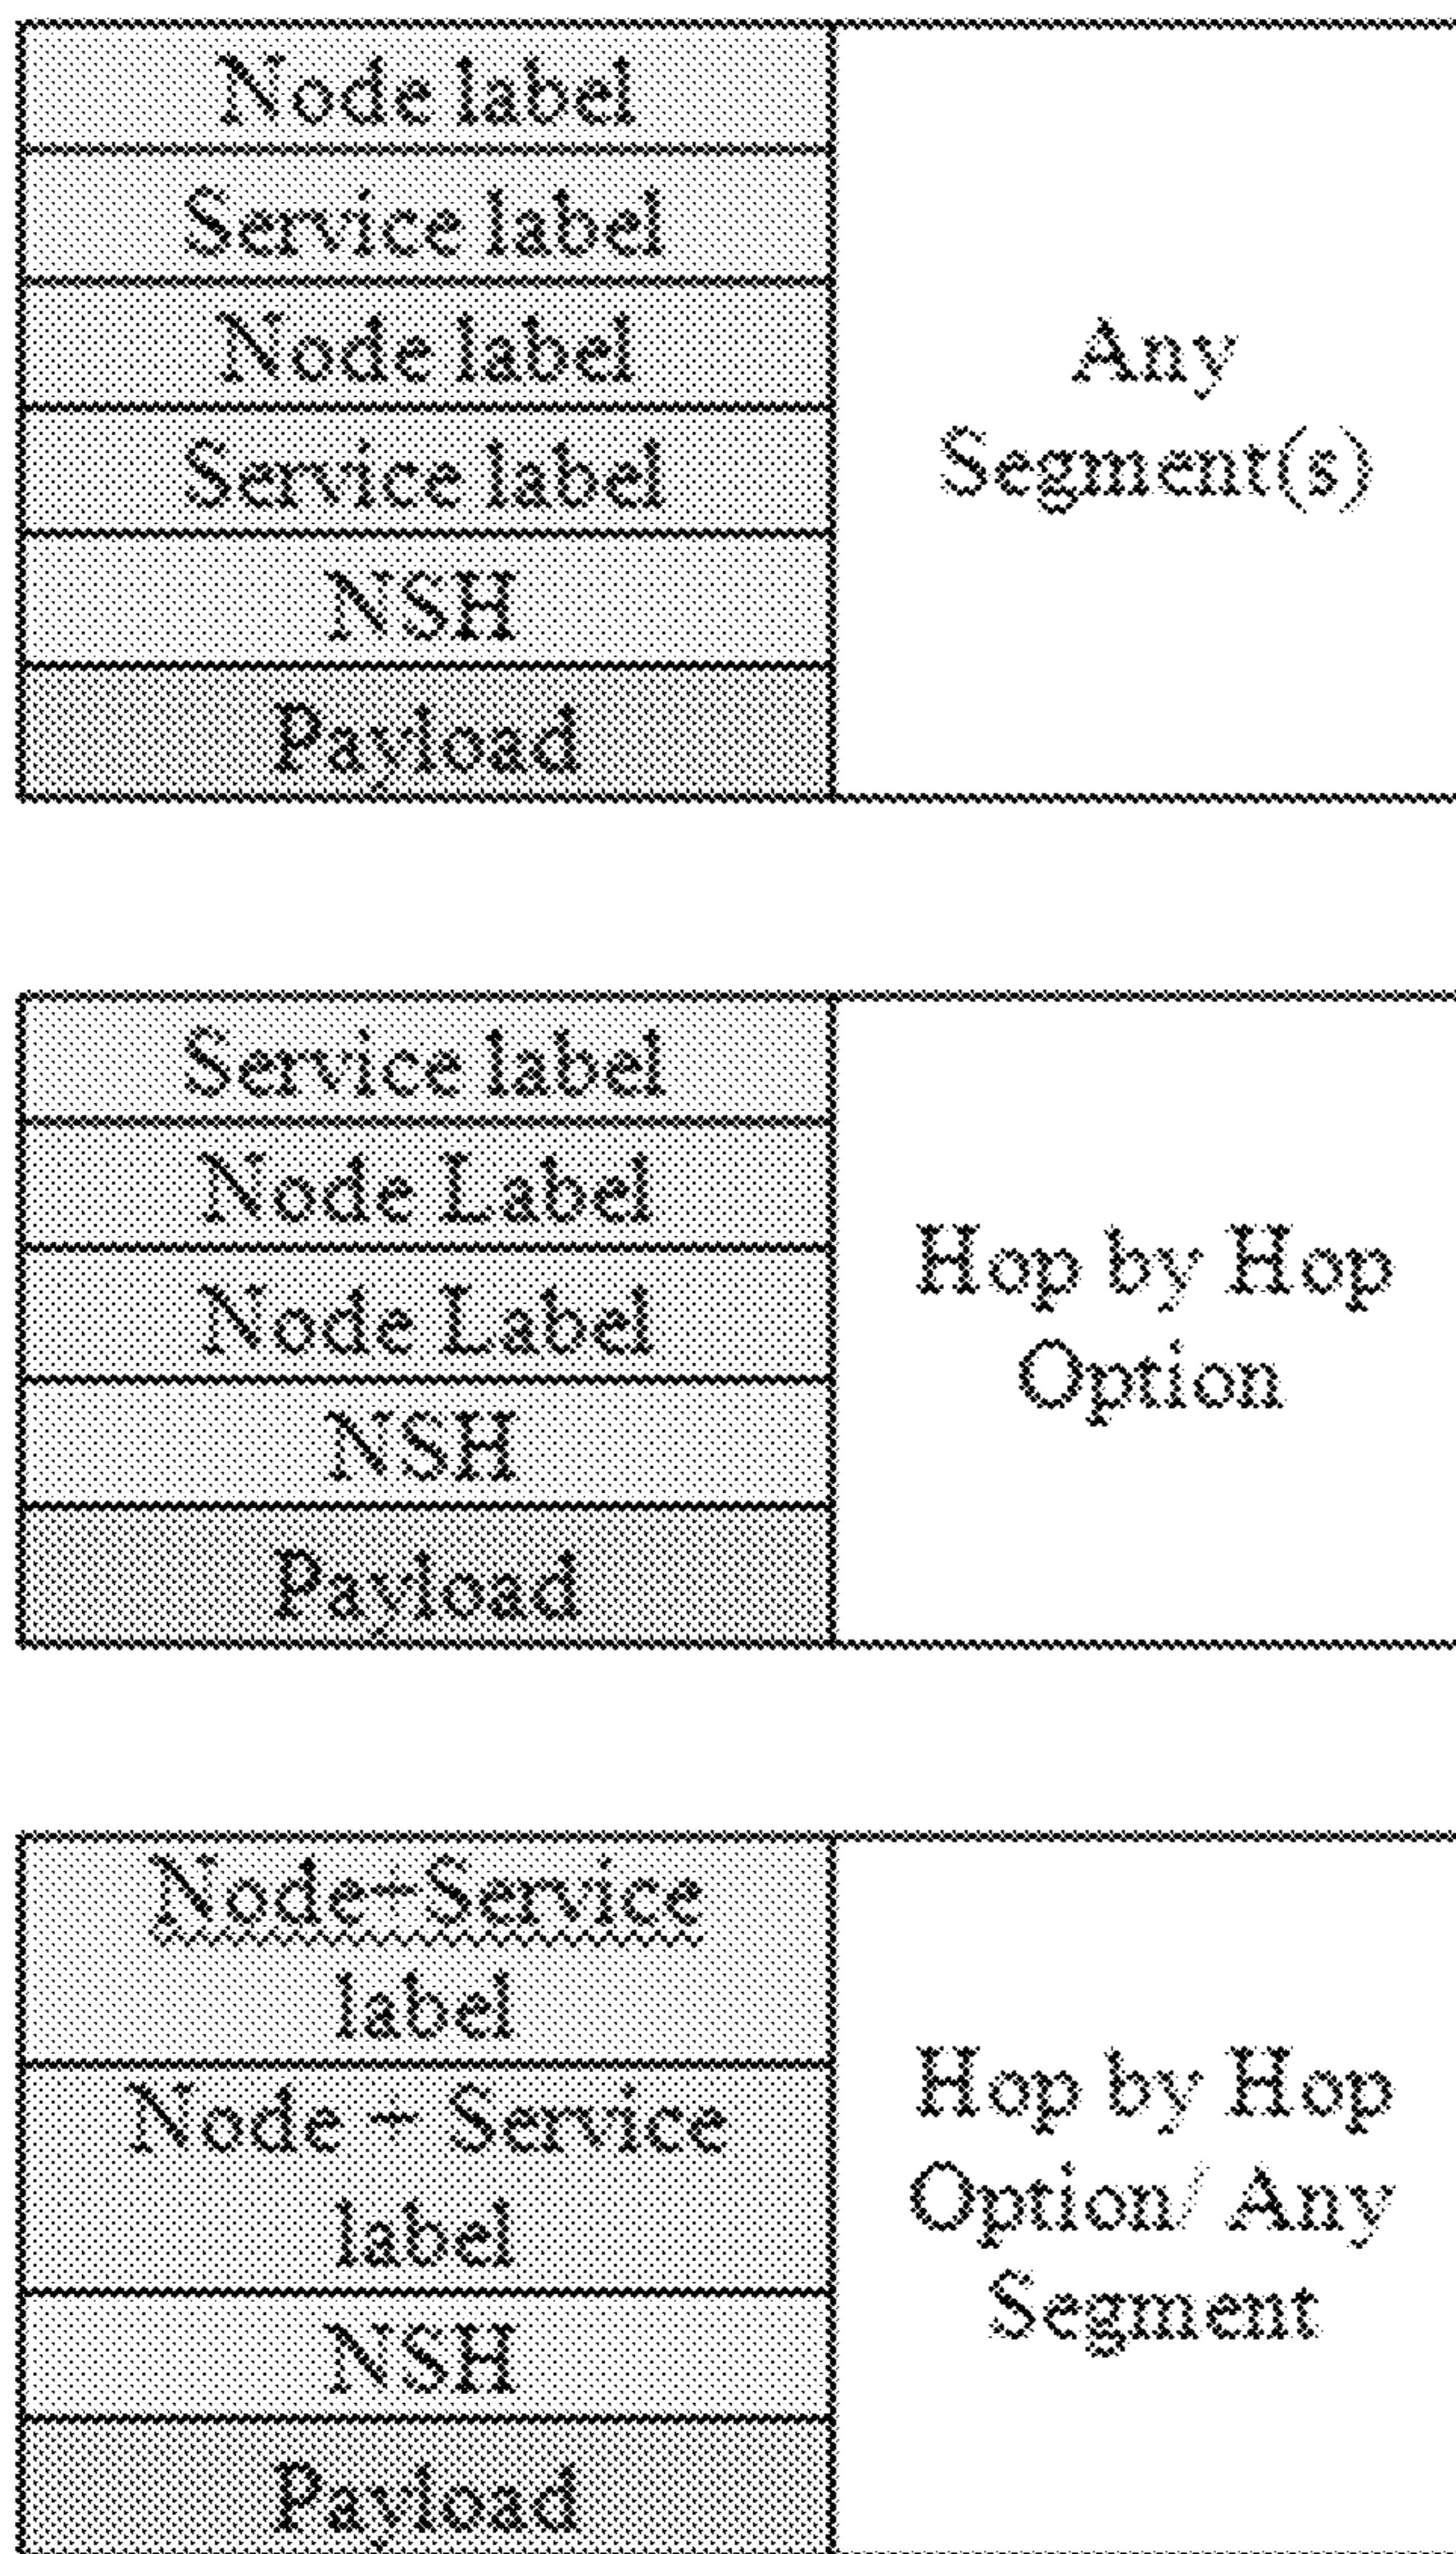 Node label
Service label
Node label
Service label
NSH
Payload
Any
Segment(s)
Service label
Node Label
Node Label
NSH
Payload
Hop by Hop
Option
Node+Service
label
Node + Service
label
NSH
Payload
Hop by Hop
Option/ Any
Segment